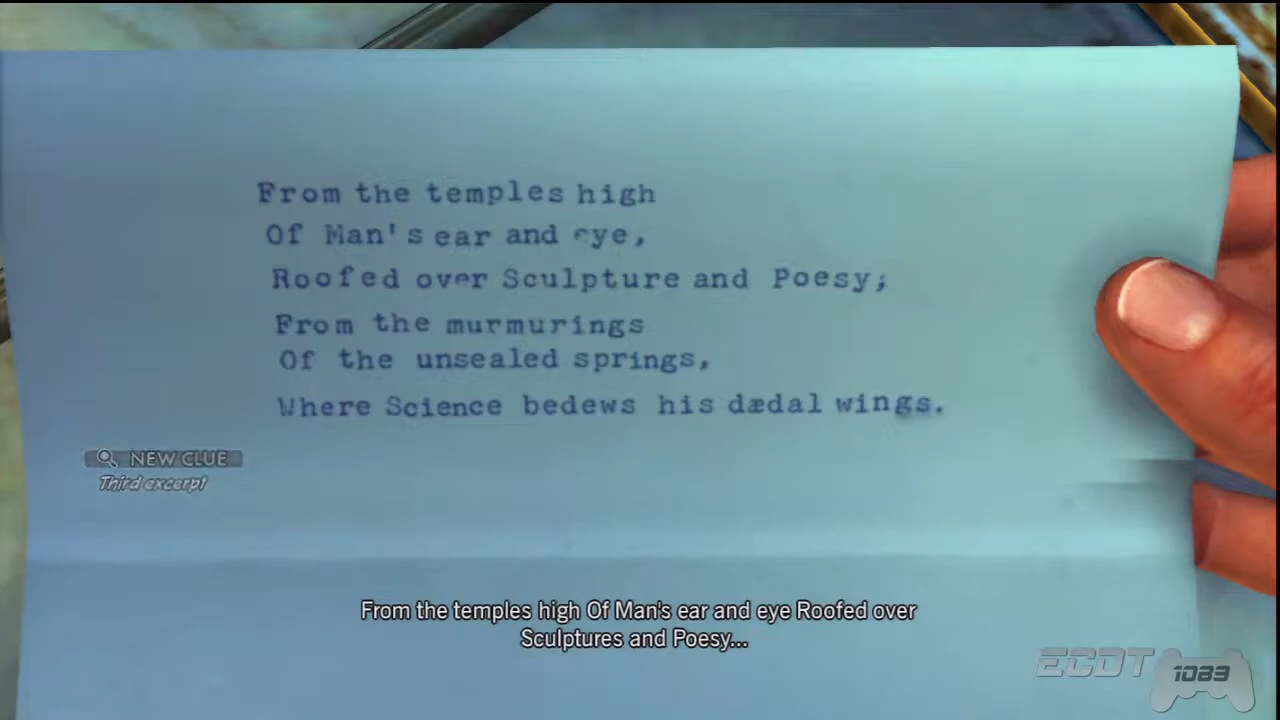 From the temples high
Of Man's ear and eye,
Roofed over Sculpture and Poesy;
From the murmurings
Of the unsealed springs,
Where Science bedews his dædal wings.
NEW CLUE
Third excerpt
From the temples high Of Man's ear and eye Roofed over
Sculptures and Poesy...
ECDT
1089